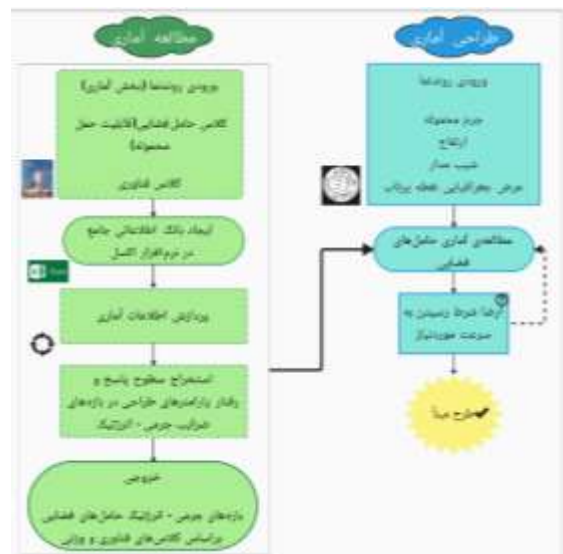 طراحی آماری
ورودی روندنما
جرم محموله
ارتفاع
شیب مدار
عرض جغرافیایی نقطه پرتاب
مطالعه‌ی آماری حامل‌های
فضایی
ارضا شرط رسیدن به
سرعت موردنیاز
طرح مبنا
مطالعه آماری
ورودی روندنما (بخش آماری)
کلاس حامل فضایی(قابلیت حمل
محموله)
کلاس فناوری
ایجاد بانک اطلاعاتی جامع
در نرم‌افزار اکسل
پردازش اطلاعات آماری
استخراج سطوح پاسخ و
رفتار پارامترهای طراحی در بازه‌های
ضرایب جرمی - انرژتیک
خروجی
بازه‌های جرمی - انرژتیک حامل‌های فضایی
براساس کلاس‌های فناوری و وزنی